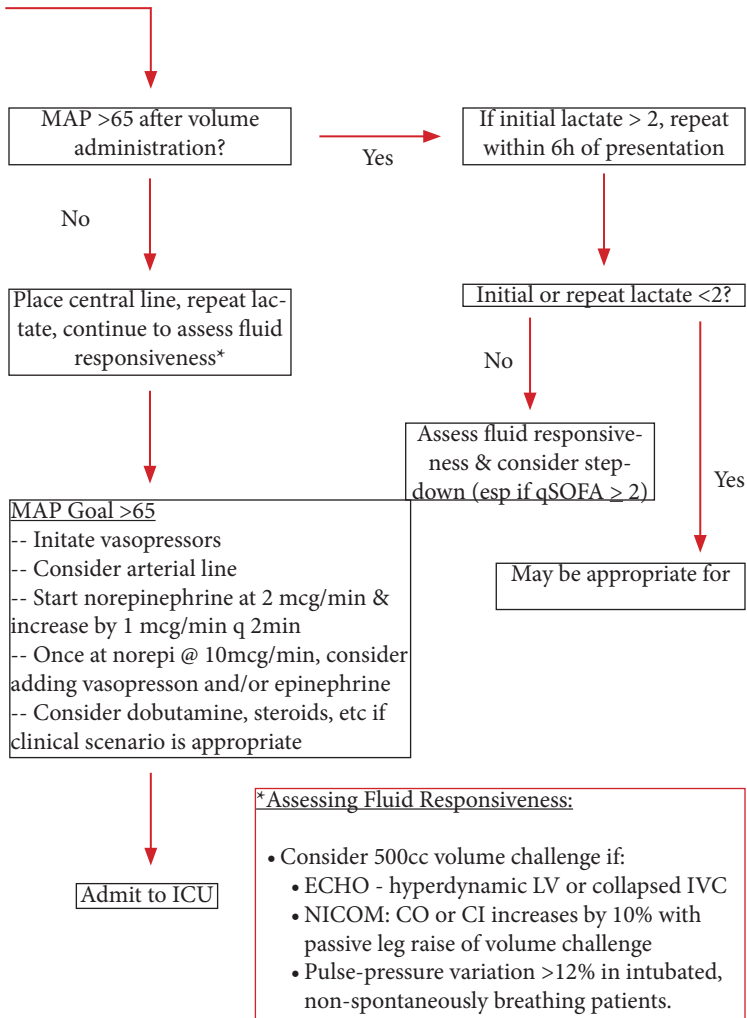 MAP >65 after volume
administration?
Yes
If initial lactate > 2, repeat
within 6h of presentation
No
Place central line, repeat lac-
tate, continue to assess fluid
responsiveness*
Initial or repeat lactate <2?
No
Assess fluid responsive-
ness & consider step-
down (esp if qSOFA ≥ 2)
Yes
May be appropriate for
MAP Goal >65
-- Initate vasopressors
-- Consider arterial line
-- Start norepinephrine at 2 mcg/min &
increase by 1 mcg/min q 2min
-- Once at norepi @ 10mcg/min, consider
adding vasopresson and/or epinephrine
-- Consider dobutamine, steroids, etc if
clinical scenario is appropriate
Admit to ICU
*Assessing Fluid Responsiveness:
• Consider 500cc volume challenge if:
• ECHO - hyperdynamic LV or collapsed IVC
• NICOM: CO or CI increases by 10% with
passive leg raise of volume challenge
• Pulse-pressure variation >12% in intubated,
non-spontaneously breathing patients.